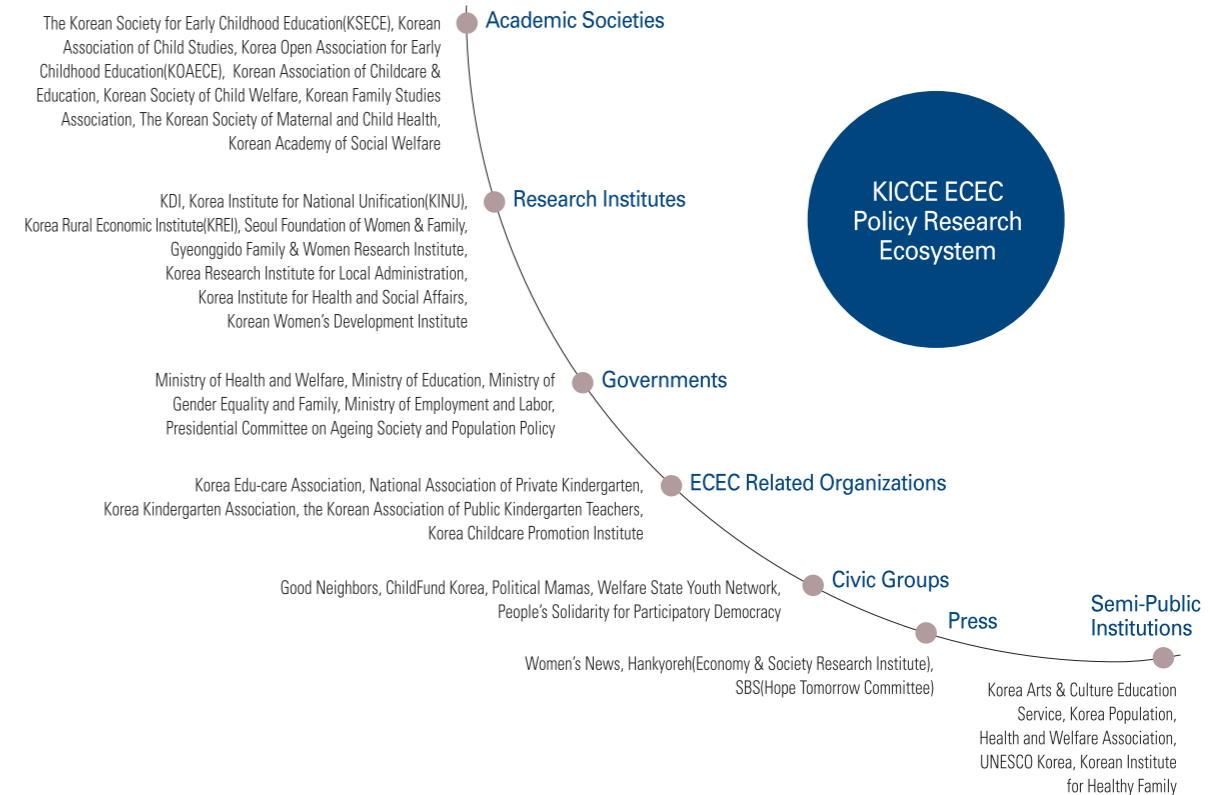 Academic Societies
The Korean Society for Early Childhood Education(KSECE), Korean
Association of Child Studies, Korea Open Association for Early
Childhood Education(KOAECE), Korean Association of Childcare &
Education, Korean Society of Child Welfare, Korean Family Studies
Association, The Korean Society of Maternal and Child Health,
Korean Academy of Social Welfare
KICCE ECEC
Policy Research
Ecosystem
Research Institutes
KDI, Korea Institute for National Unification(KINU),
Korea Rural Economic Institute(KREI), Seoul Foundation of Women & Family,
Gyeonggido Family & Women Research Institute,
Korea Research Institute for Local Administration,
Korea Institute for Health and Social Affairs,
Korean Women's Development Institute
Governments
Ministry of Health and Welfare, Ministry of Education, Ministry of
Gender Equality and Family, Ministry of Employment and Labor,
Presidential Committee on Ageing Society and Population Policy
ECEC Related Organizations
Korea Edu-care Association, National Association of Private Kindergarten,
Korea Kindergarten Association, the Korean Association of Public Kindergarten Teachers,
Korea Childcare Promotion Institute
Civic Groups
Good Neighbors, ChildFund Korea, Political Mamas, Welfare State Youth Network,
People's Solidarity for Participatory Democracy
Press
Women's News, Hankyoreh(Economy & Society Research Institute),
SBS(Hope Tomorrow Committee)
Semi-Public
Institutions
Korea Arts & Culture Education
Service, Korea Population,
Health and Welfare Association,
UNESCO Korea, Korean Institute
for Healthy Family